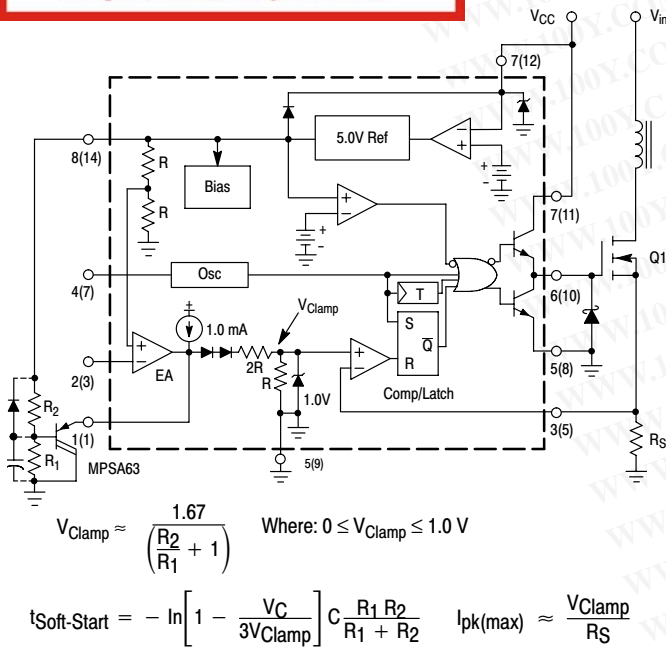 VCC
Vin
7(12)
5.0V Ref
8(14)
R
Bias
R
7(11)
Q1
4(7)
Osc
T
6(10)
VClamp
1.0 mA
S
Q̅
R
2R
R
1.0V
EA
Comp/Latch
2(3)
5(8)
3(5)
R2
1(1)
R1
MPSA63
5(9)
RS
VClamp ≈ 1.67 / (R2/R1 + 1) Where: 0 ≤ VClamp ≤ 1.0 V
tSoft-Start = − ln[1 − VC/3VClamp] C R1 R2/R1 + R2 Ipk(max) ≈ VClamp/RS